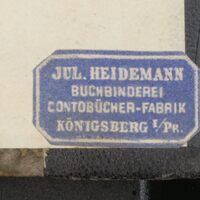 JUL. HEIDEMANN
BUCHBINDEREI
CONTOBÜCHER-FABRIK
KÖNIGSBERG I/PR.